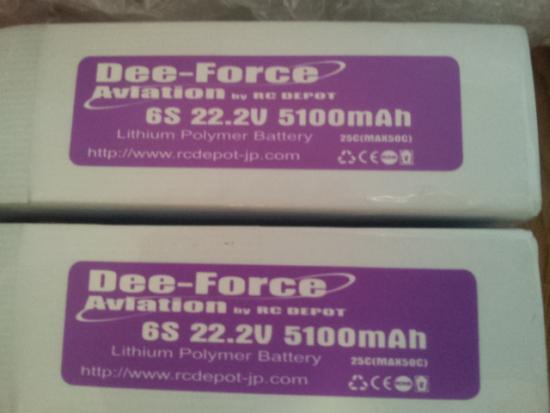 Dee-Force
Aviation by RC DEPOT
6S 22.2V 5100mAh
Lithium Polymer Battery 25C(MAX50C)
http://www.rcdepot-jp.com CE
Dee-Force
Aviation by RC DEPOT
6S 22.2V 5100mAh
Lithium Polymer Battery 25C(MAX50C)
http://www.rcdepot-jp.com CE